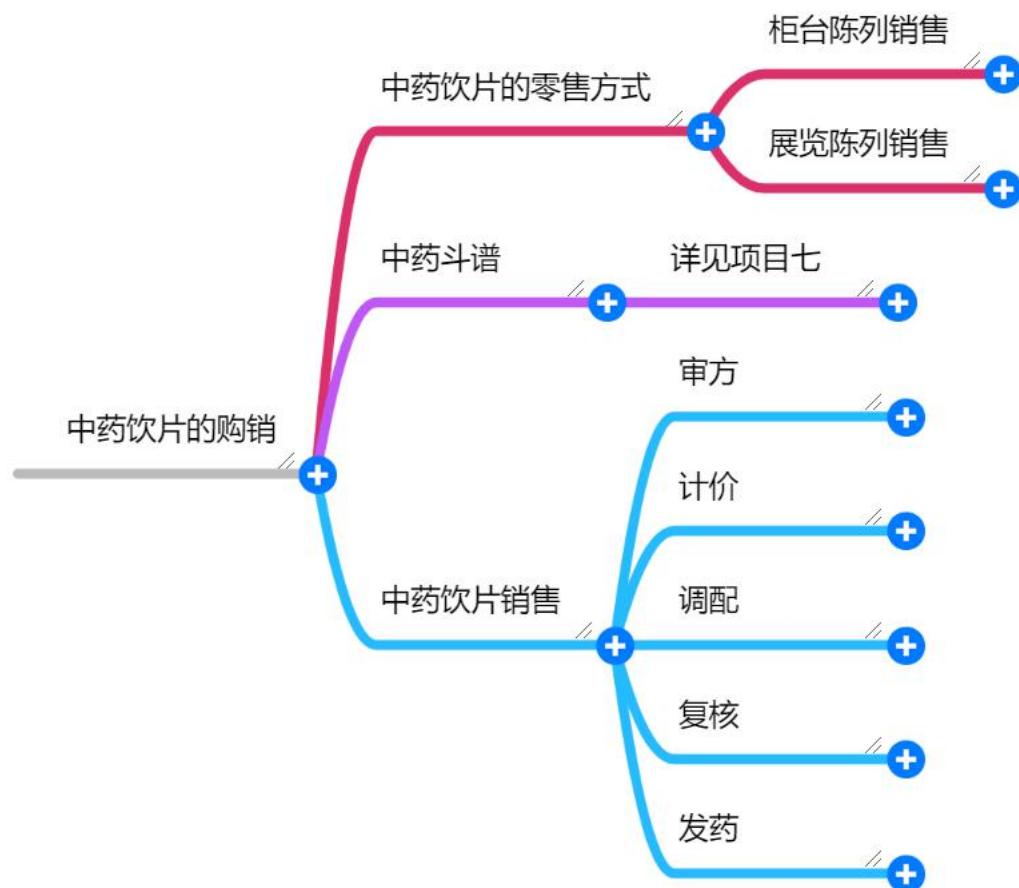 柜台陈列销售
中药饮片的零售方式
展览陈列销售
中药斗谱
详见项目七
审方
中药饮片的购销
计价
中药饮片销售
调配
复核
发药